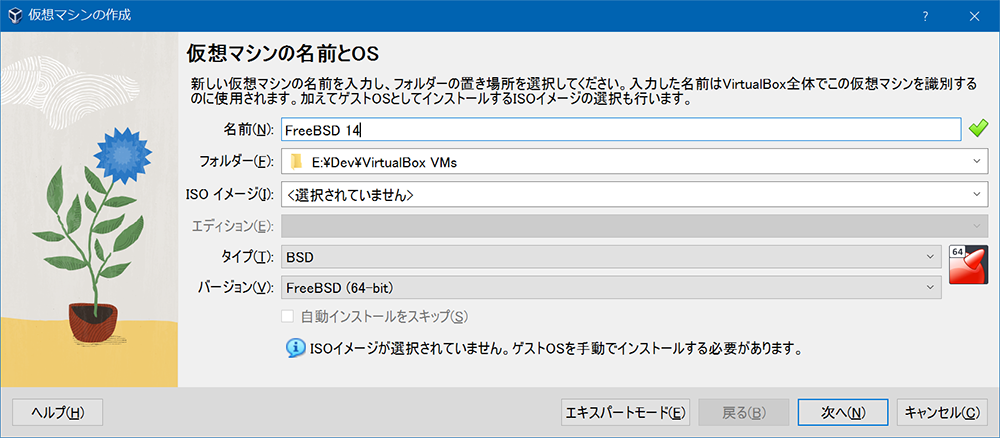 仮想マシンの作成
仮想マシンの名前とOS
新しい仮想マシンの名前を入力し、フォルダーの置き場所を選択してください。入力した名前はVirtualBox全体でこの仮想マシンを識別する
のに使用されます。加えてゲストOSとしてインストールするISOイメージの選択も行います。
名前(N): FreeBSD 14
フォルダー(F): E:¥Dev¥VirtualBox VMs
ISO イメージ(I): <選択されていません>
エディション(E):
タイプ(T): BSD 64
バージョン(V): FreeBSD (64-bit)
自動インストールをスキップ(S)
ISOイメージが選択されていません。ゲストOSを手動でインストールする必要があります。
ヘルプ(H) エキスパートモード(E) 戻る(B) 次へ(N) キャンセル(C)